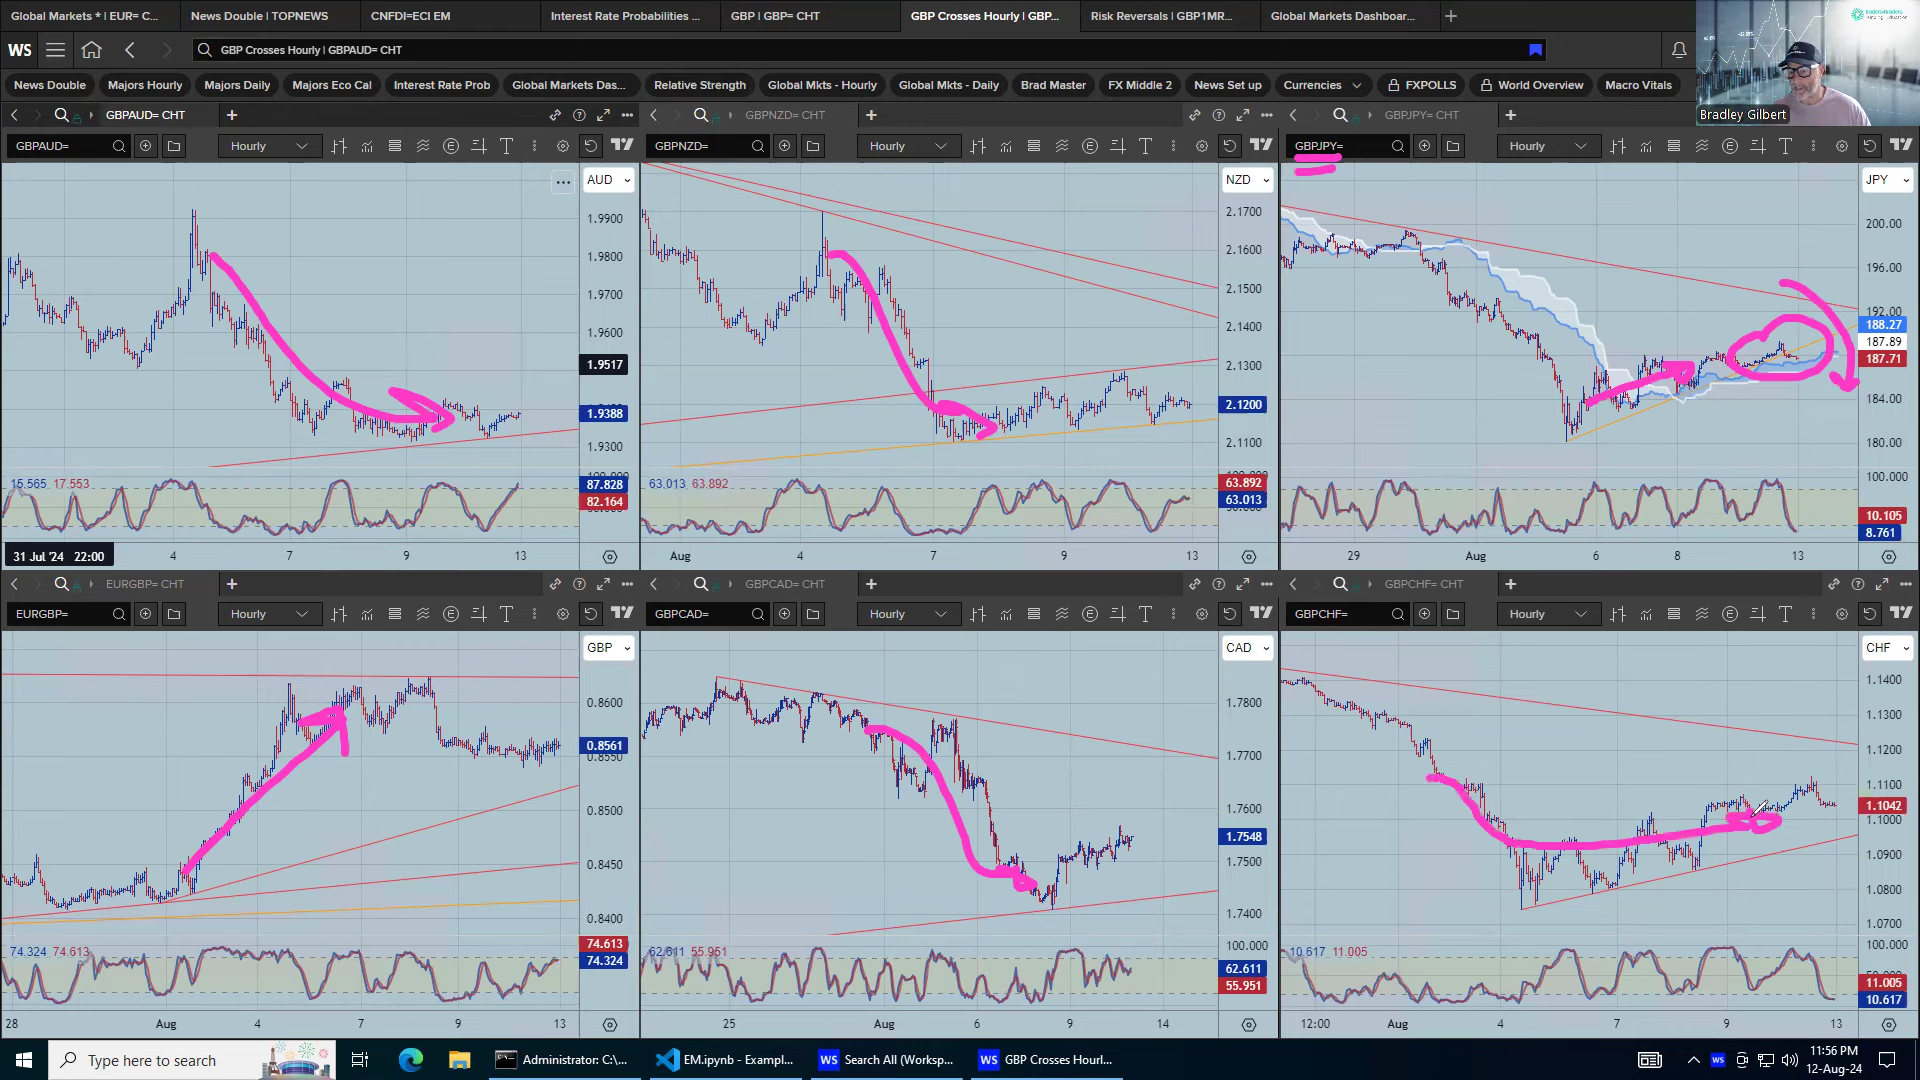 Global Markets * | EUR= C...
News Double | TOPNEWS
CNFDI=ECI EM
Interest Rate Probabilities ...
GBP | GBP= CHT
GBP Crosses Hourly | GBP...
Risk Reversals | GBP1MR...
Global Markets Dashboar...
WS
GBP Crosses Hourly | GBPAUD= CHT
News Double
Majors Hourly
Majors Daily
Majors Eco Cal
Interest Rate Prob
Global Markets Das...
Relative Strength
Global Mkts - Hourly
Global Mkts - Daily
Brad Master
FX Middle 2
News Set up
Currencies
FXPOLLS
World Overview
Macro Vitals
Bradley Gilbert
GBPAUD= CHT
GBPAUD=
Hourly
AUD
1.9900
1.9800
1.9700
1.9600
1.9517
1.9388
1.9300
15.565 17.553
100.000
87.828
82.164
31 Jul '24 22:00
4
7
9
13
GBPNZD= CHT
GBPNZD=
Hourly
NZD
2.1700
2.1600
2.1500
2.1400
2.1300
2.1200
2.1100
63.013 63.892
100.000
63.892
63.013
Aug
4
7
9
13
GBPJPY= CHT
GBPJPY=
Hourly
JPY
200.00
196.00
192.00
188.27
187.89
187.71
184.00
180.00
100.000
10.105
8.761
29
Aug
6
8
13
EURGBP= CHT
EURGBP=
Hourly
GBP
0.8600
0.8561
0.8550
0.8500
0.8450
0.8400
74.324 74.613
74.613
74.324
28
Aug
4
7
9
13
GBPCAD= CHT
GBPCAD=
Hourly
CAD
1.7800
1.7700
1.7600
1.7548
1.7500
1.7400
62.611 55.951
100.000
62.611
55.951
25
Aug
6
9
14
GBPCHF= CHT
GBPCHF=
Hourly
CHF
1.1400
1.1300
1.1200
1.1100
1.1042
1.1000
1.0900
1.0800
1.0700
10.617 11.005
100.000
11.005
10.617
12:00
Aug
4
7
9
13
Type here to search
Administrator: C:\...
EM.ipynb - Exampl...
WS Search All (Worksp...
WS GBP Crosses Hourl...
WS
11:56 PM
12-Aug-24